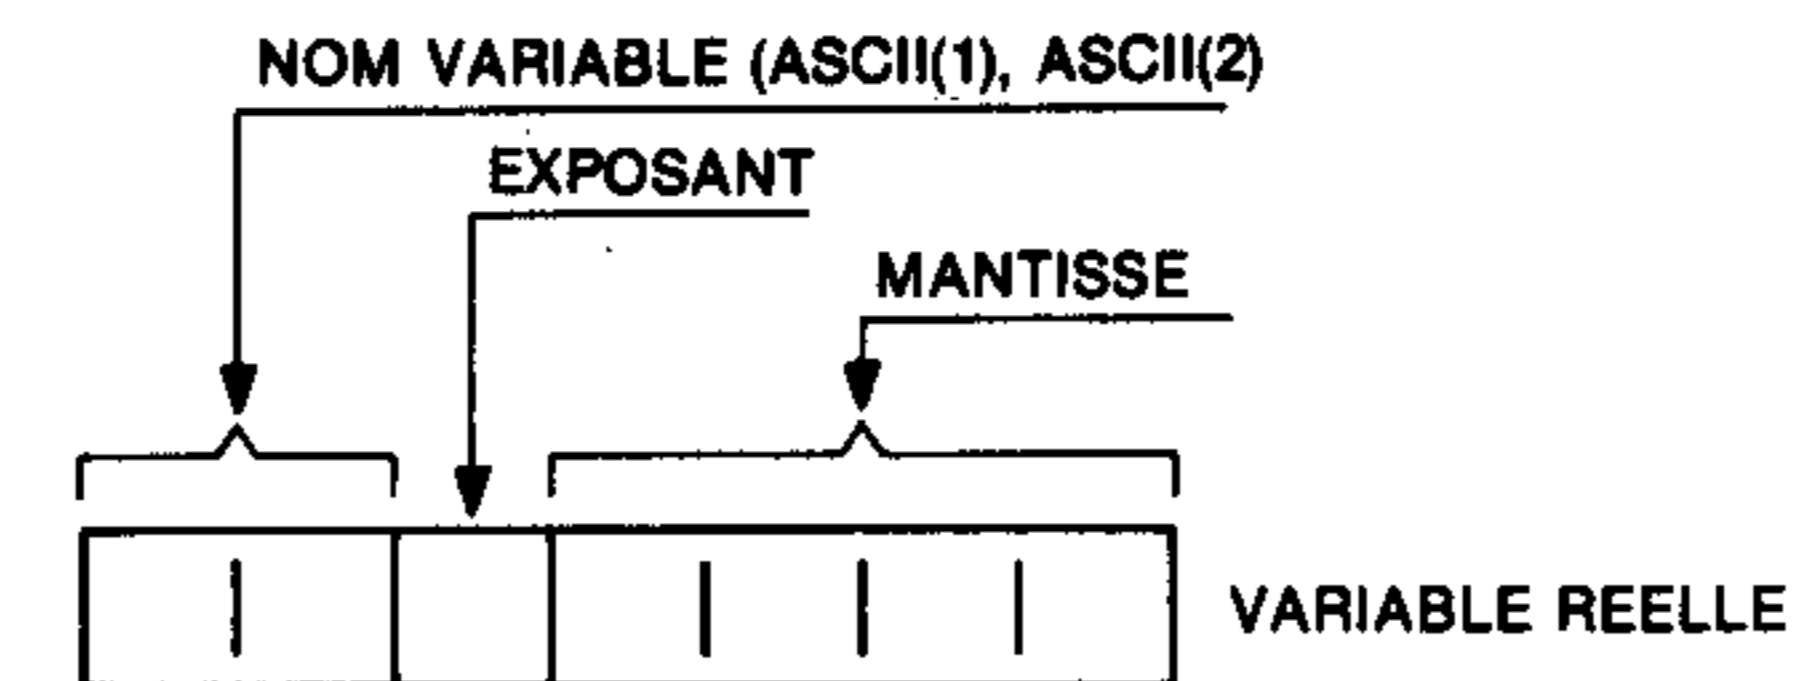 NOM VARIABLE (ASCII(1), ASCII(2)
EXPOSANT
MANTISSE
VARIABLE REELLE